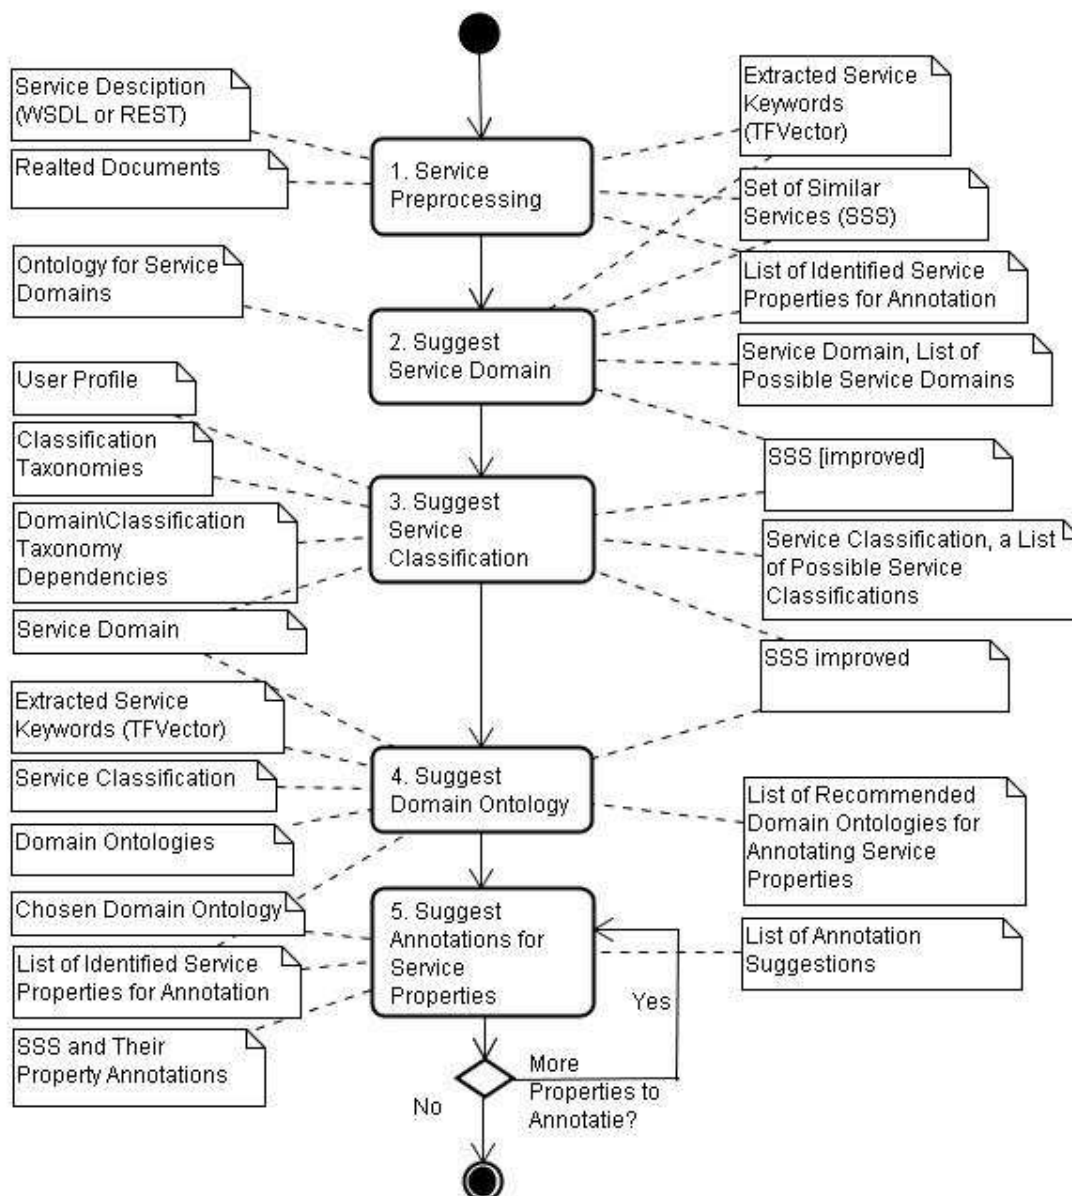 Service Desciption
(WSDL or REST)
Realted Documents
Extracted Service
Keywords
(TFVector)
1. Service
Preprocessing
Set of Similar
Services (SSS)
Ontology for Service
Domains
List of Identified Service
Properties for Annotation
2. Suggest
Service Domain
Service Domain, List of
Possible Service Domains
User Profile
Classification
Taxonomies
SSS [improved]
3. Suggest
Service
Classification
Domain\Classification
Taxonomy
Dependencies
Service Classification, a List
of Possible Service
Classifications
Service Domain
SSS improved
Extracted Service
Keywords (TFVector)
Service Classification
4. Suggest
Domain Ontology
List of Recommended
Domain Ontologies for
Annotating Service
Properties
Domain Ontologies
Chosen Domain Ontology
5. Suggest
Annotations for
Service
Properties
List of Annotation
Suggestions
List of Identified Service
Properties for Annotation
Yes
SSS and Their
Property Annotations
More
Properties to
Annotatie?
No